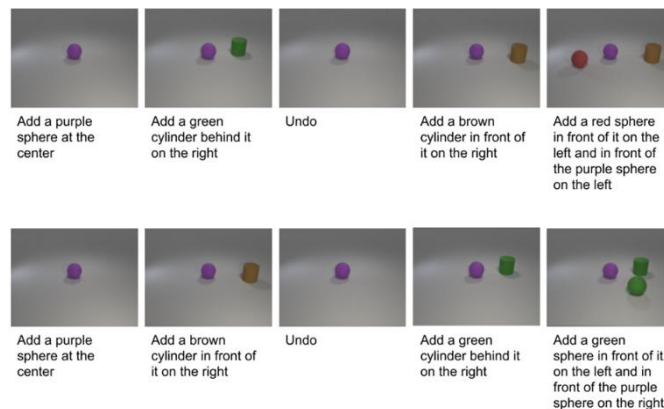 Add a purple
sphere at the
center
Add a green
cylinder behind it
on the right
Undo
Add a brown
cylinder in front of
it on the right
Add a red sphere
in front of it on the
left and in front of
the purple sphere
on the left
Add a purple
sphere at the
center
Add a brown
cylinder in front of
it on the right
Undo
Add a green
cylinder behind it
on the right
Add a green
sphere in front of it
on the left and in
front of the purple
sphere on the right